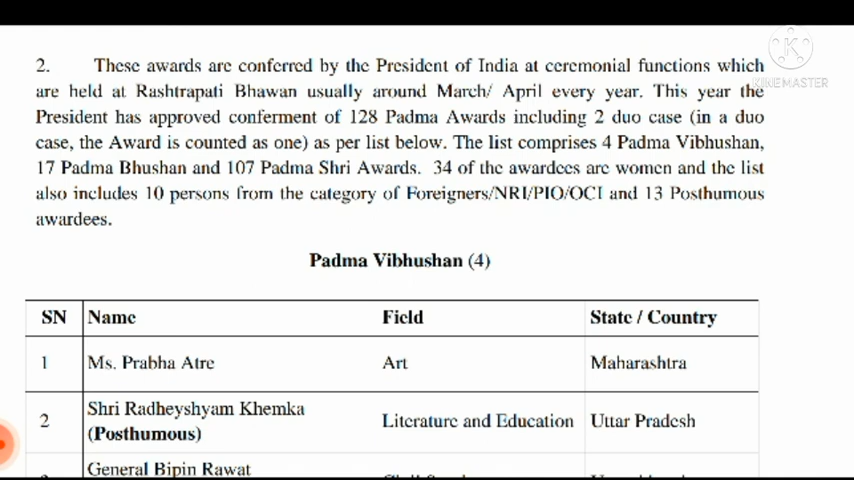 KINEMASTER
2. These awards are conferred by the President of India at ceremonial functions which
are held at Rashtrapati Bhawan usually around March/ April every year. This year the
President has approved conferment of 128 Padma Awards including 2 duo case (in a duo
case, the Award is counted as one) as per list below. The list comprises 4 Padma Vibhushan,
17 Padma Bhushan and 107 Padma Shri Awards. 34 of the awardees are women and the list
also includes 10 persons from the category of Foreigners/NRI/PIO/OCI and 13 Posthumous
awardees.
Padma Vibhushan (4)
SN Name Field State / Country
1 Ms. Prabha Atre Art Maharashtra
2 Shri Radheyshyam Khemka (Posthumous) Literature and Education Uttar Pradesh
General Bipin Rawat